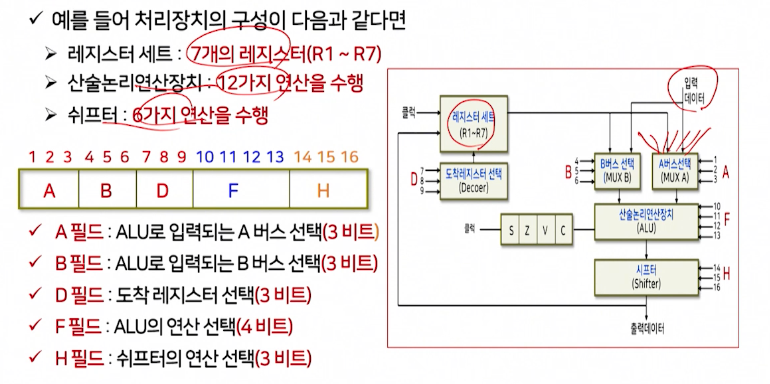 ✓ 예를 들어 처리장치의 구성이 다음과 같다면
➢ 레지스터 세트 : 7개의 레지스터(R1 ~ R7)
➢ 산술논리연산장치 : 12가지 연산을 수행
➢ 쉬프터 : 6가지 연산을 수행
1 2 3 4 5 6 7 8 9 10 11 12 13 14 15 16
A B D F H
✓ A 필드 : ALU로 입력되는 A 버스 선택(3 비트)
✓ B 필드 : ALU로 입력되는 B 버스 선택(3 비트)
✓ D 필드 : 도착 레지스터 선택(3 비트)
✓ F 필드 : ALU의 연산 선택(4 비트)
✓ H 필드 : 쉬프터의 연산 선택(3 비트)
입력
데이터
클럭
레지스터 세트
(R1~R7)
D
7
8
9
도착레지스터 선택
(Decoer)
B
4
5
6
B버스 선택
(MUX B)
A버스선택
(MUX A)
1
2
3
A
클럭
S Z V C
산술논리연산장치
(ALU)
10
11
12
13
F
시프터
(Shifter)
14
15
16
H
출력데이터